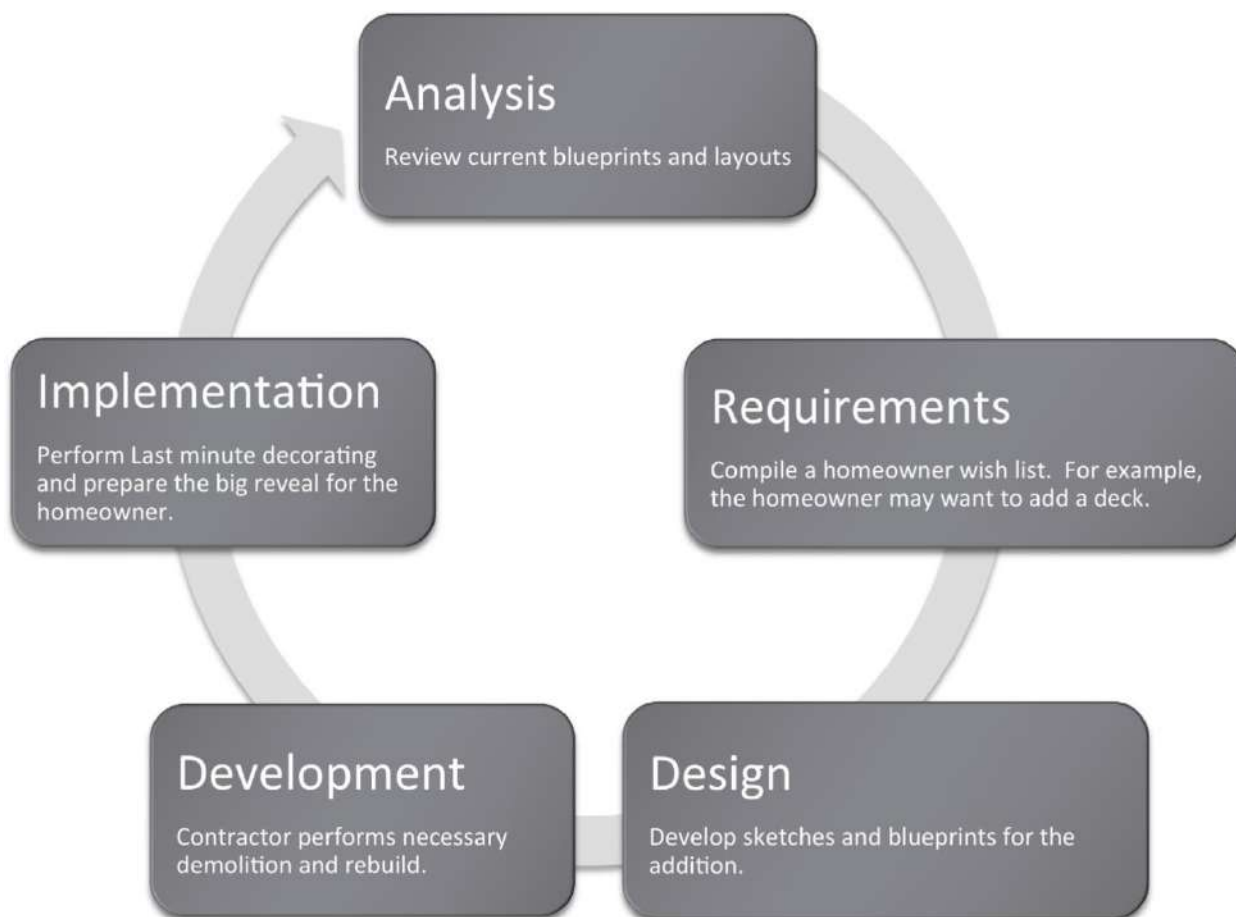 Analysis
Review current blueprints and layouts
Requirements
Compile a homeowner wish list.  For example,
the homeowner may want to add a deck.
Design
Develop sketches and blueprints for the
addition.
Development
Contractor performs necessary
demolition and rebuild.
Implementation
Perform Last minute decorating
and prepare the big reveal for the
homeowner.